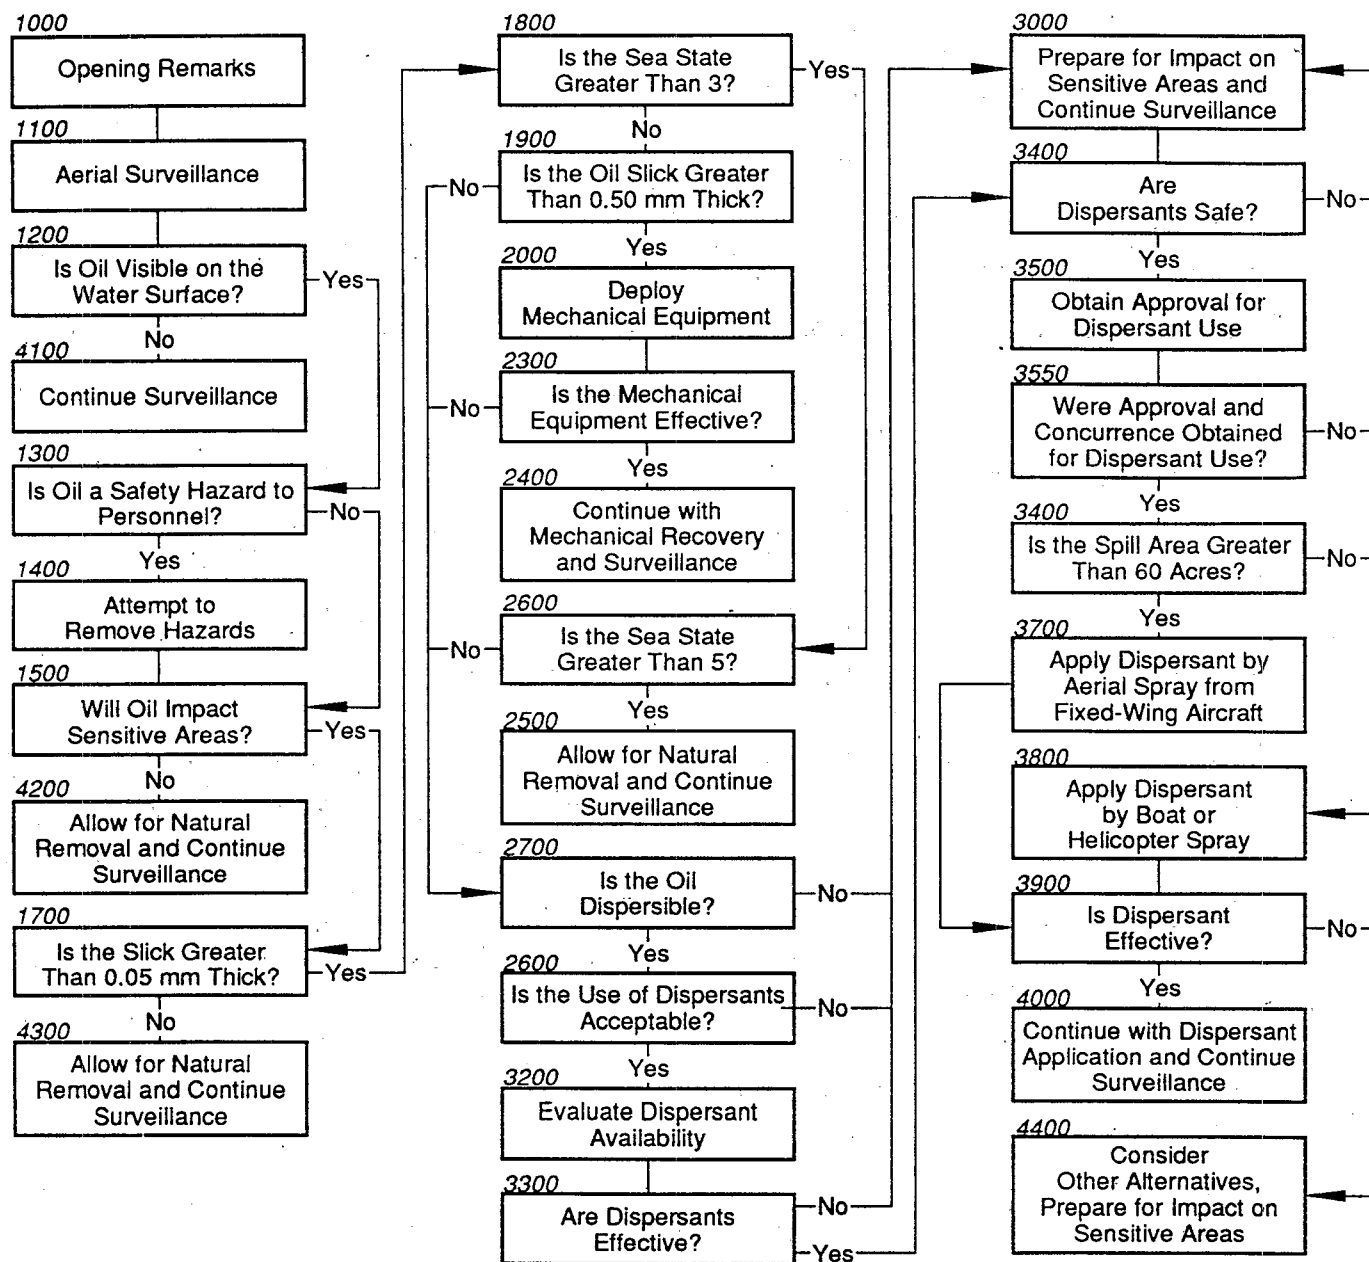 1000
Opening Remarks
1100
Aerial Surveillance
1200
Is Oil Visible on the
Water Surface?
Yes
No
4100
Continue Surveillance
1300
Is Oil a Safety Hazard to
Personnel?
No
Yes
1400
Attempt to
Remove Hazards
1500
Will Oil Impact
Sensitive Areas?
Yes
No
4200
Allow for Natural
Removal and Continue
Surveillance
1700
Is the Slick Greater
Than 0.05 mm Thick?
Yes
No
4300
Allow for Natural
Removal and Continue
Surveillance
1800
Is the Sea State
Greater Than 3?
Yes
No
1900
Is the Oil Slick Greater
Than 0.50 mm Thick?
No
Yes
2000
Deploy
Mechanical Equipment
2300
Is the Mechanical
Equipment Effective?
No
Yes
2400
Continue with
Mechanical Recovery
and Surveillance
2600
Is the Sea State
Greater Than 5?
No
Yes
2500
Allow for Natural
Removal and Continue
Surveillance
2700
Is the Oil
Dispersible?
No
Yes
2600
Is the Use of Dispersants
Acceptable?
No
Yes
3200
Evaluate Dispersant
Availability
3300
Are Dispersants
Effective?
No
Yes
3000
Prepare for Impact on
Sensitive Areas and
Continue Surveillance
3400
Are
Dispersants Safe?
No
Yes
3500
Obtain Approval for
Dispersant Use
3550
Were Approval and
Concurrence Obtained
for Dispersant Use?
No
Yes
3400
Is the Spill Area Greater
Than 60 Acres?
No
Yes
3700
Apply Dispersant by
Aerial Spray from
Fixed-Wing Aircraft
3800
Apply Dispersant
by Boat or
Helicopter Spray
3900
Is Dispersant
Effective?
No
Yes
4000
Continue with Dispersant
Application and Continue
Surveillance
4400
Consider
Other Alternatives,
Prepare for Impact on
Sensitive Areas